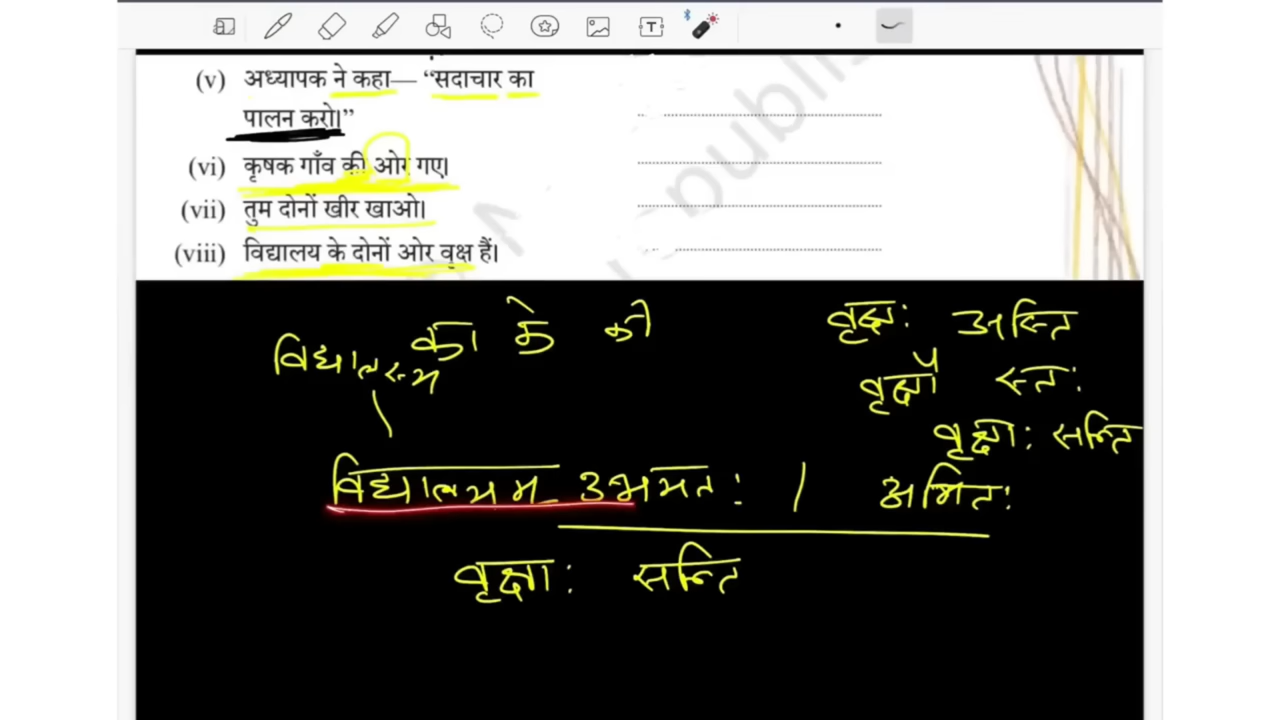 (v) अध्यापक ने कहा— “सदाचार का
पालन करो।”
(vi) कृषक गाँव की ओर गए।
(vii) तुम दोनों खीर खाओ।
(viii) विद्यालय के दोनों ओर वृक्ष हैं।
का के की
वृक्षः अस्ति
विद्यालस्य
वृक्षौ स्तः
वृक्षाः सन्ति
विद्यालयम् उभयतः / अभितः
वृक्षाः सन्ति